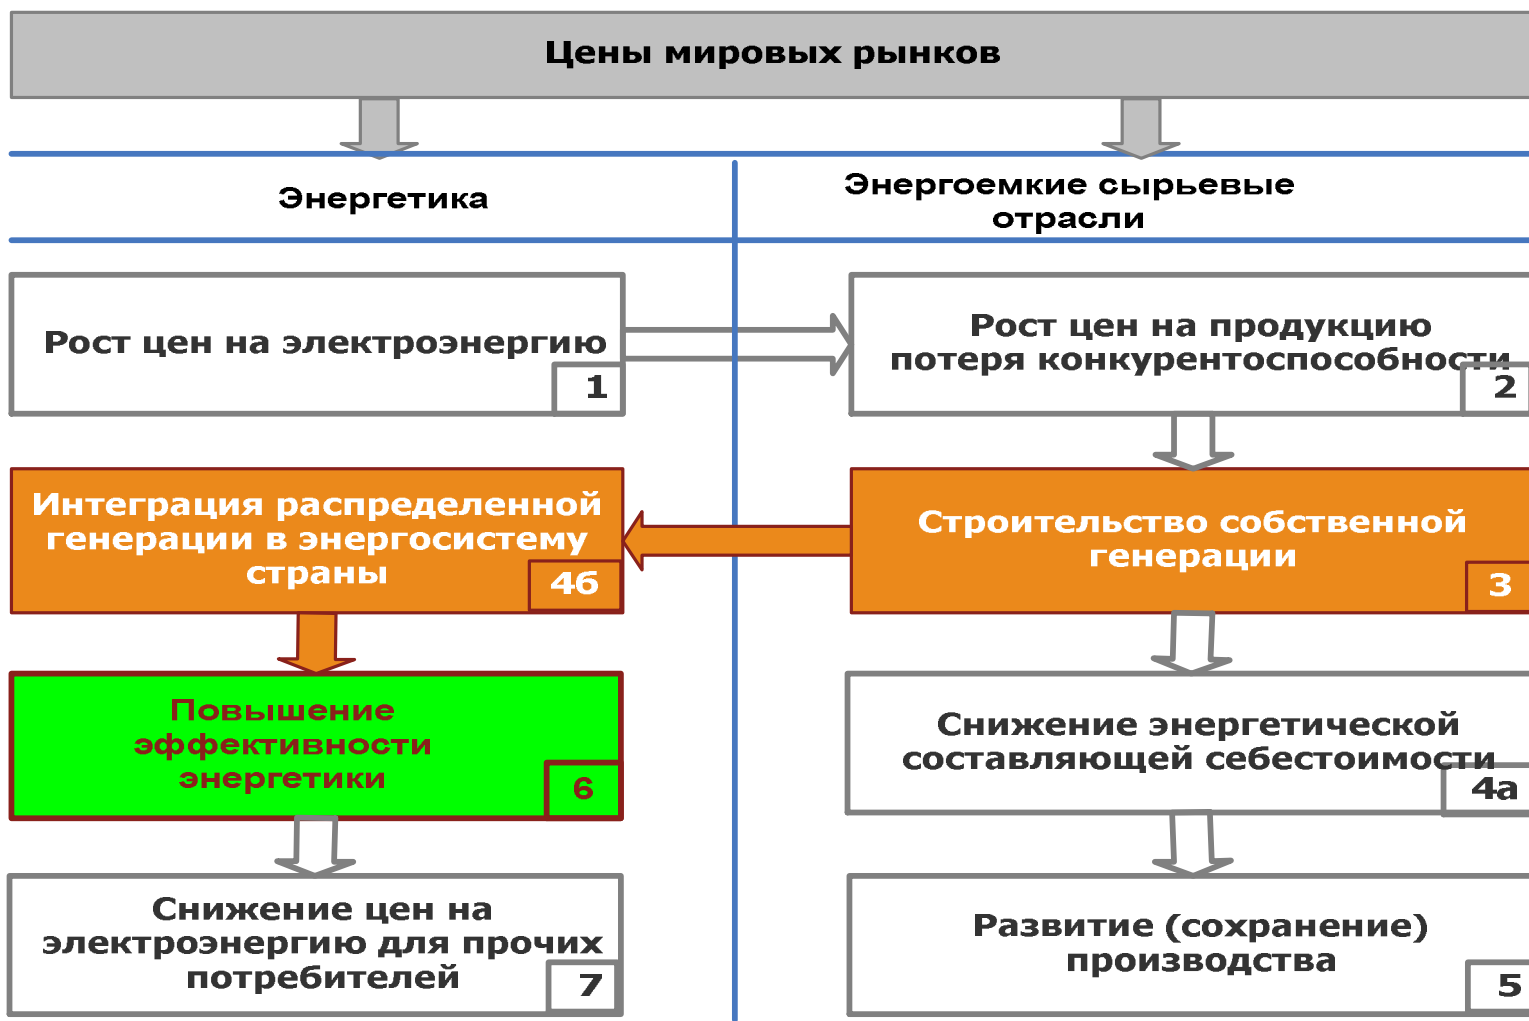 Цены мировых рынков
Энергетика
Энергоемкие сырьевые
отрасли
Рост цен на электроэнергию
1
Рост цен на продукцию
потеря конкурентоспособности
2
Интеграция распределенной
генерации в энергосистему
страны
4б
Строительство собственной
генерации
3
Повышение
эффективности
энергетики
6
Снижение энергетической
составляющей себестоимости
4а
Снижение цен на
электроэнергию для прочих
потребителей
7
Развитие (сохранение)
производства
5